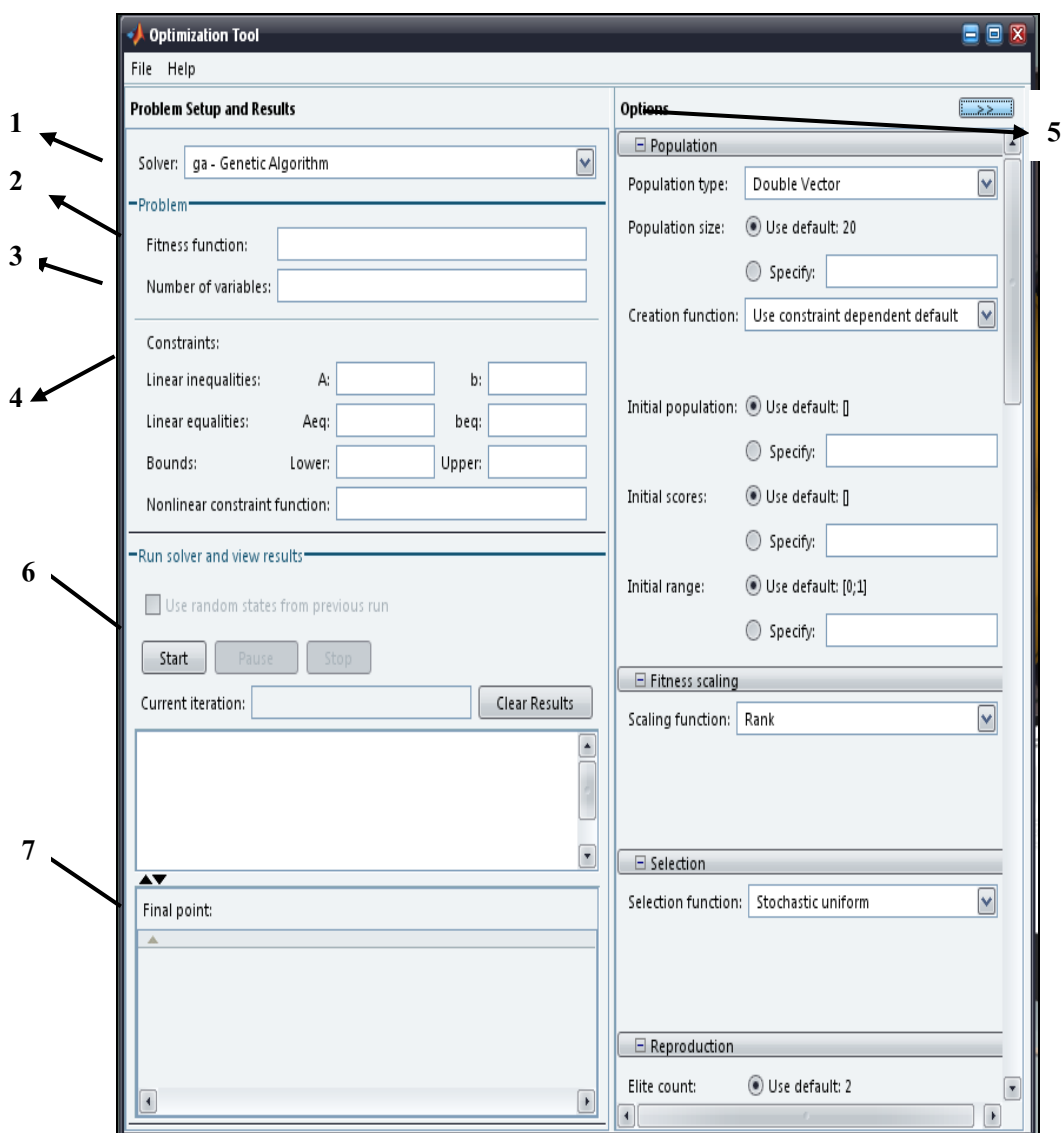 Optimization Tool
File Help
Problem Setup and Results
1
Solver: ga - Genetic Algorithm
2
Problem
Fitness function:
3
Number of variables:
Constraints:
4
Linear inequalities: A: b:
Linear equalities: Aeq: beq:
Bounds: Lower: Upper:
Nonlinear constraint function:
Run solver and view results
6
Use random states from previous run
Start Pause Stop
Current iteration: Clear Results
7
Final point:
Options >>
5
Population
Population type: Double Vector
Population size: Use default: 20
Specify:
Creation function: Use constraint dependent default
Initial population: Use default: []
Specify:
Initial scores: Use default: []
Specify:
Initial range: Use default: [0;1]
Specify:
Fitness scaling
Scaling function: Rank
Selection
Selection function: Stochastic uniform
Reproduction
Elite count: Use default: 2